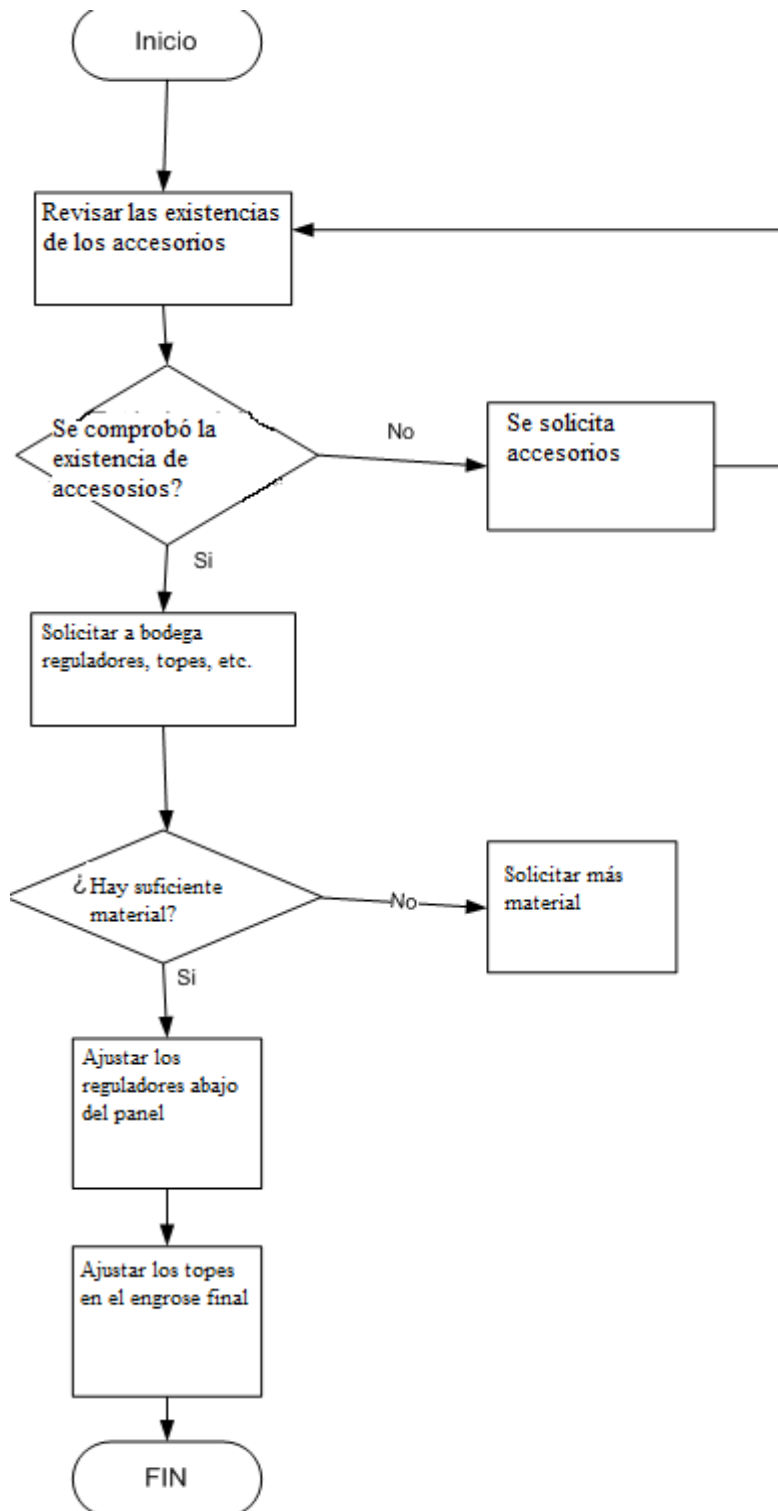 Inicio
Revisar las existencias
de los accesorios
Se comprobó la
existencia de
accesosios?
No
Se solicita
accesorios
Si
Solicitar a bodega
reguladores, topes, etc.
¿Hay suficiente
material?
No
Solicitar más
material
Si
Ajustar los
reguladores abajo
del panel
Ajustar los topes
en el engrose final
FIN